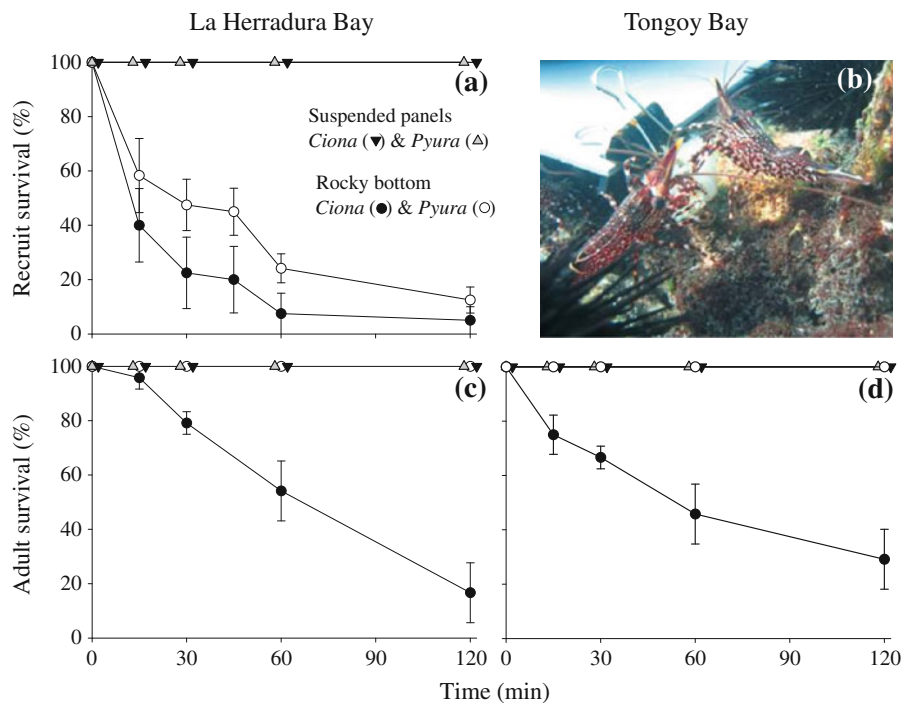 La Herradura Bay
Tongoy Bay
100
80
60
40
20
0
Recruit survival (%)
(a)
Suspended panels
Ciona (▼) & Pyura (△)
Rocky bottom
Ciona (●) & Pyura (○)
(b)
100
80
60
40
20
0
Adult survival (%)
(c)
(d)
0 30 60 90 120
0 30 60 90 120
Time (min)